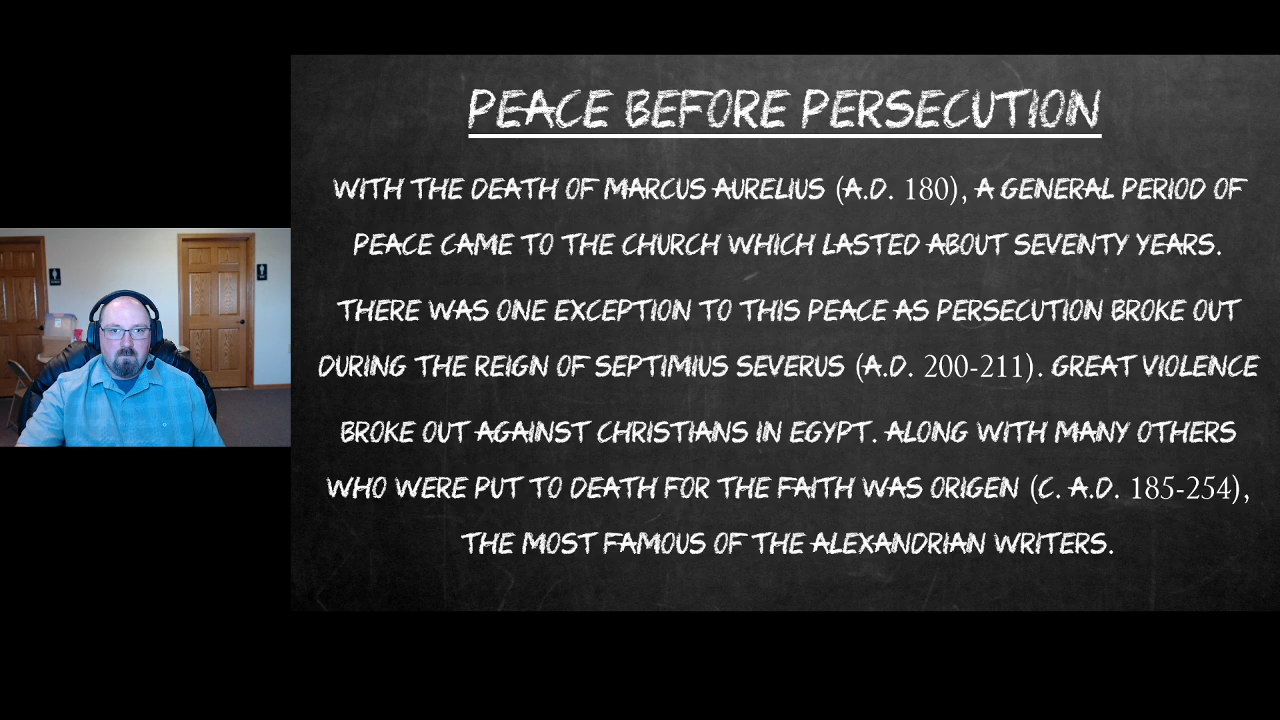 PEACE BEFORE PERSECUTION
WITH THE DEATH OF MARCUS AURELIUS (A.D. 180), A GENERAL PERIOD OF
PEACE CAME TO THE CHURCH WHICH LASTED ABOUT SEVENTY YEARS.
THERE WAS ONE EXCEPTION TO THIS PEACE AS PERSECUTION BROKE OUT
DURING THE REIGN OF SEPTIMIUS SEVERUS (A.D. 200-211). GREAT VIOLENCE
BROKE OUT AGAINST CHRISTIANS IN EGYPT. ALONG WITH MANY OTHERS
WHO WERE PUT TO DEATH FOR THE FAITH WAS ORIGEN (C. A.D. 185-254),
THE MOST FAMOUS OF THE ALEXANDRIAN WRITERS.